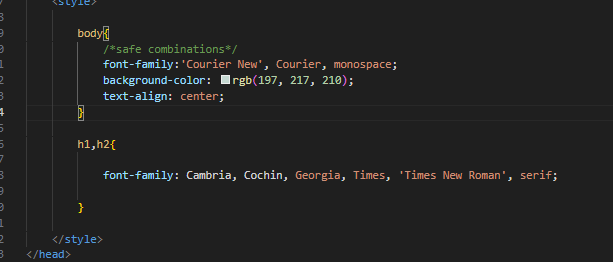 <style>
body{
/*safe combinations*/
font-family:'Courier New', Courier, monospace;
background-color: rgb(197, 217, 210);
text-align: center;
}
h1,h2{
font-family: Cambria, Cochin, Georgia, Times, 'Times New Roman', serif;
}
</style>
</head>